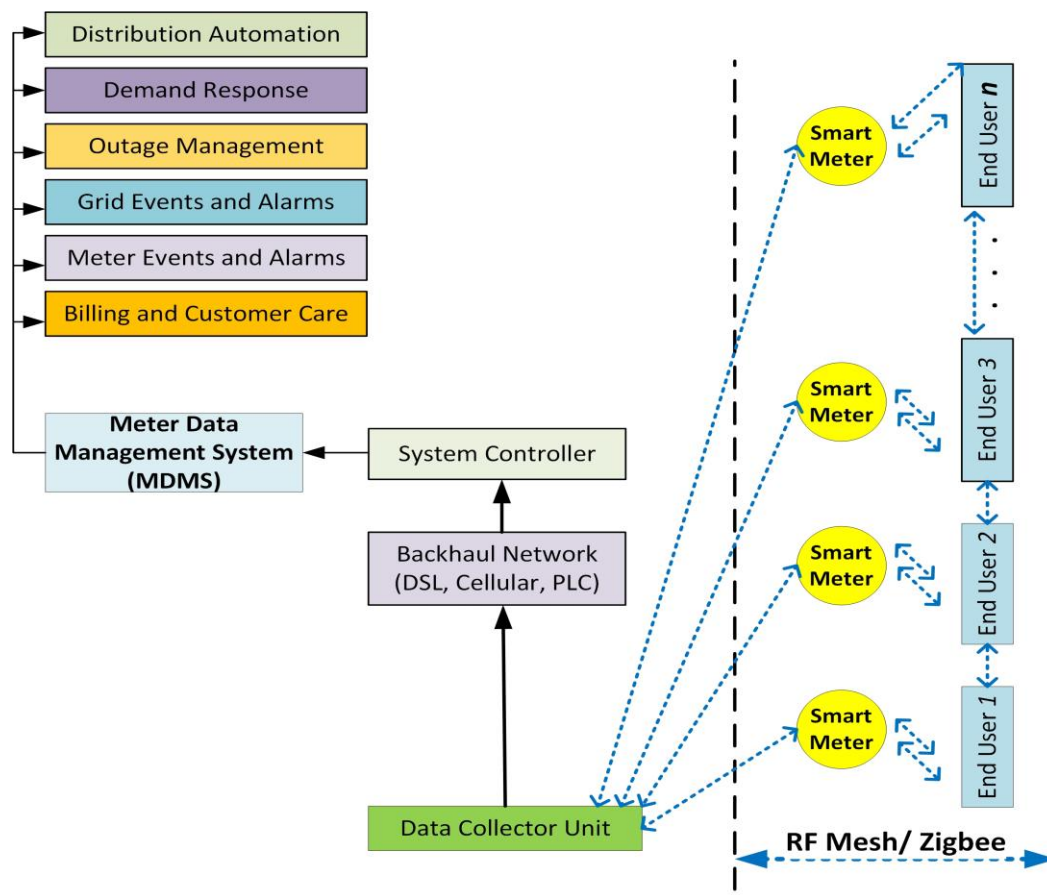 Distribution Automation
Demand Response
Outage Management
Grid Events and Alarms
Meter Events and Alarms
Billing and Customer Care
Meter Data
Management System
(MDMS)
System Controller
Backhaul Network
(DSL, Cellular, PLC)
Data Collector Unit
Smart
Meter
End User n
. . .
Smart
Meter
End User 3
Smart
Meter
End User 2
Smart
Meter
End User 1
RF Mesh/ Zigbee